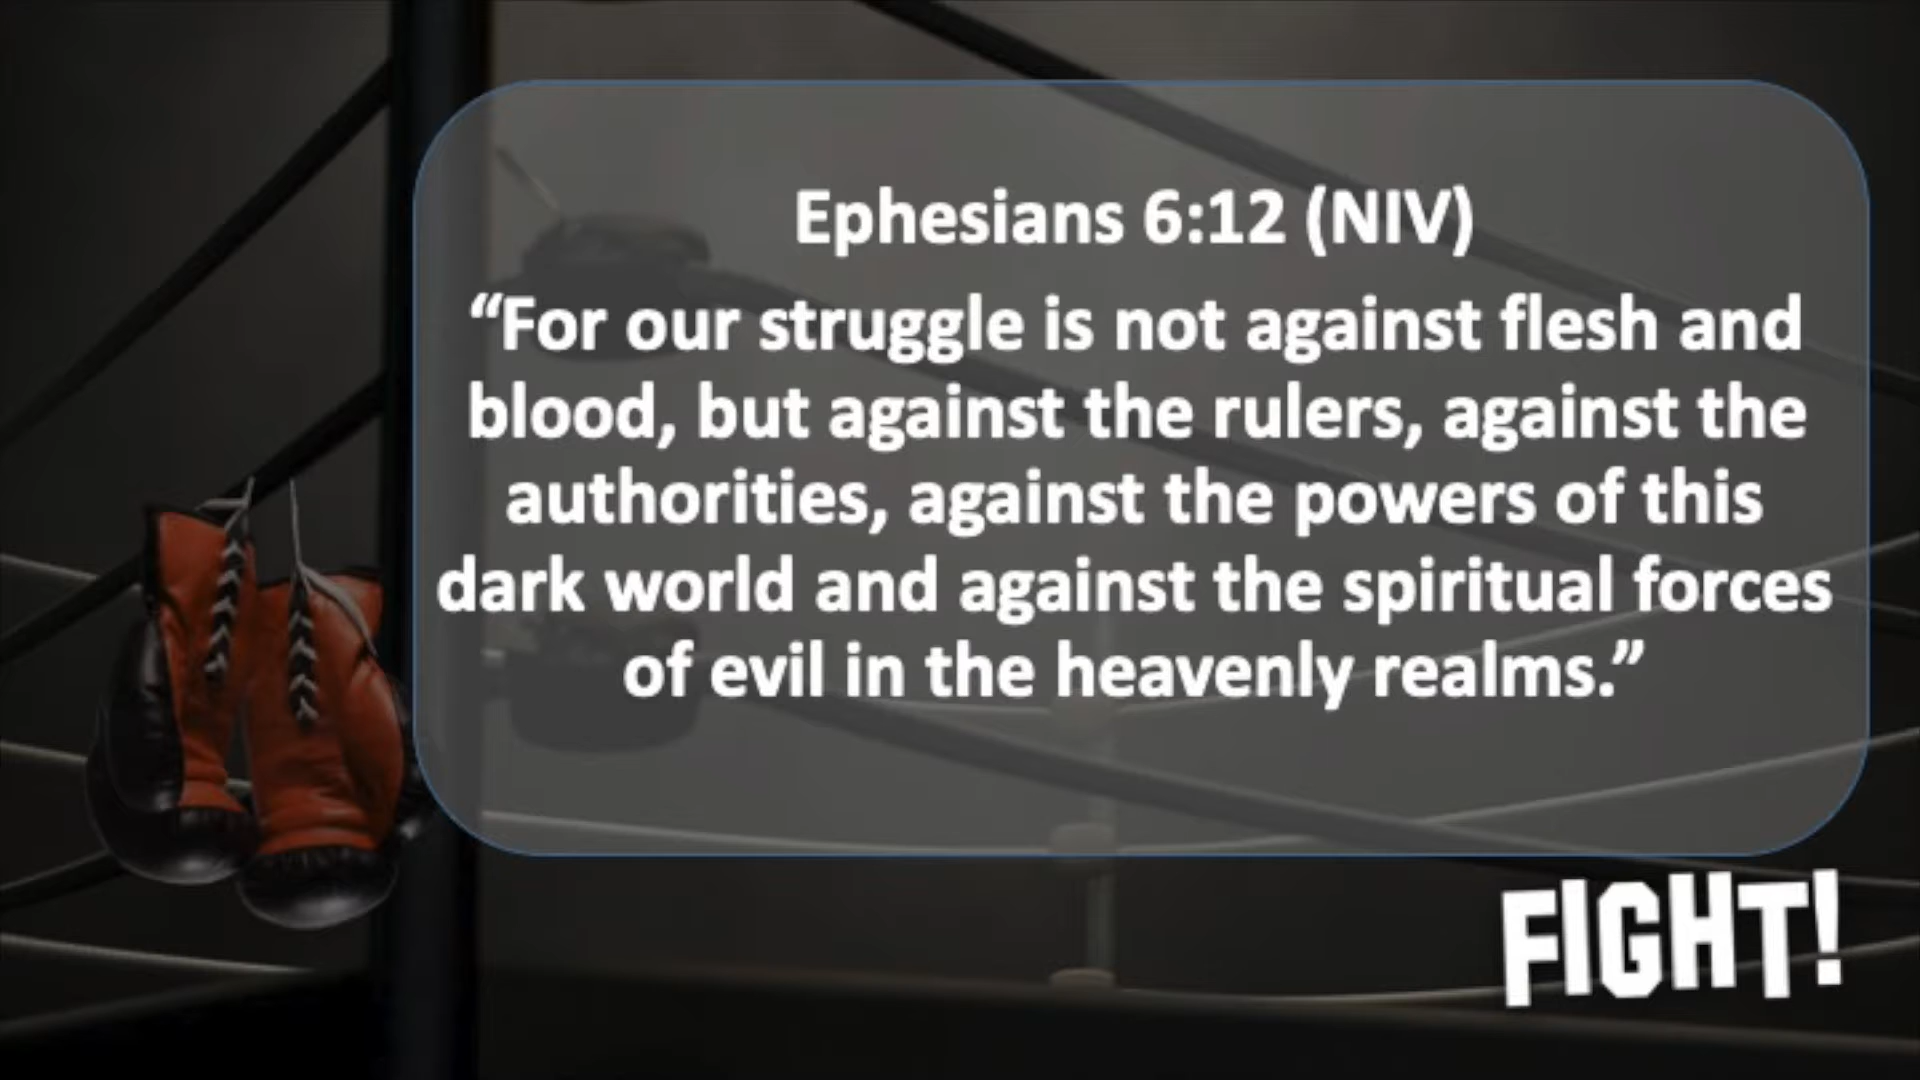 Ephesians 6:12 (NIV)
“For our struggle is not against flesh and
blood, but against the rulers, against the
authorities, against the powers of this
dark world and against the spiritual forces
of evil in the heavenly realms.”
FIGHT!